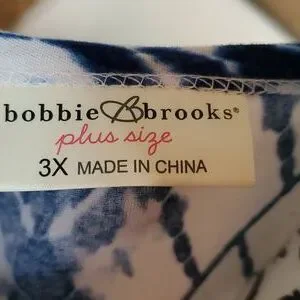 bobbie B brooks®
plus size
3X MADE IN CHINA